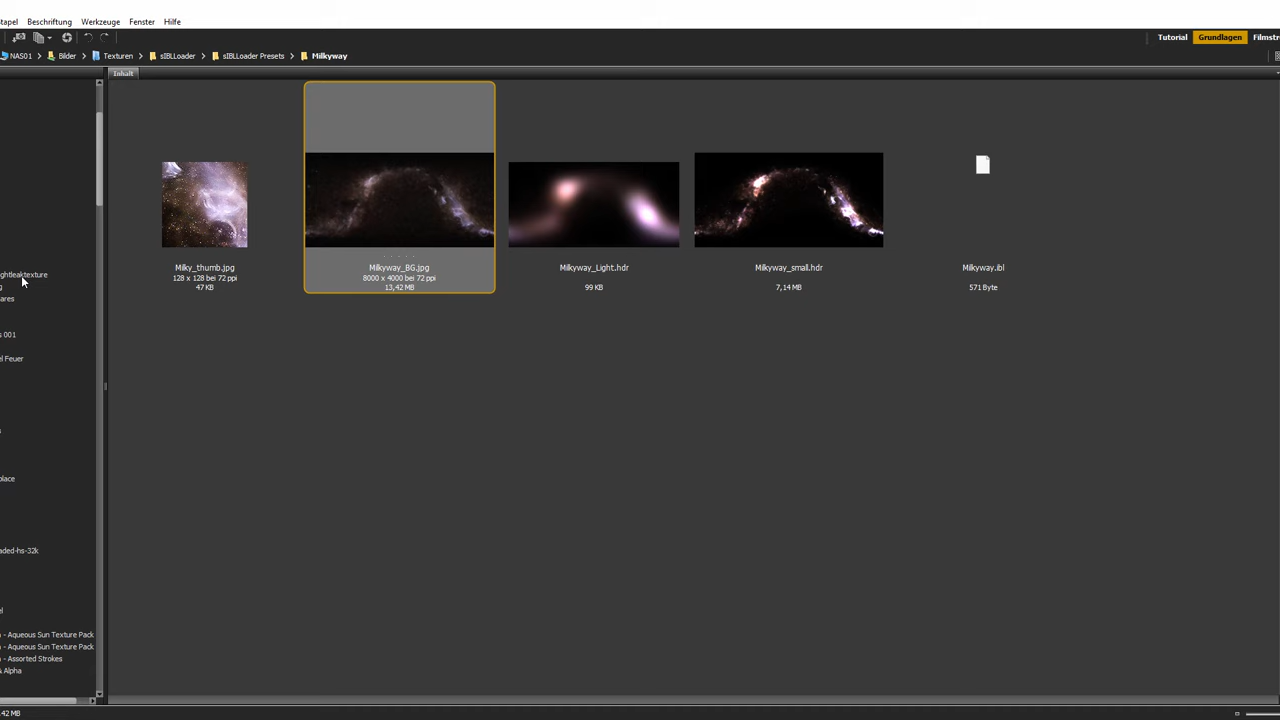 tapel Beschriftung Werkzeuge Fenster Hilfe
Tutorial Grundlagen Filmstre
NAS01 Bilder Texturen sIBLLoader sIBLLoader Presets Milkyway
Inhalt
ghtleaktexture
g
ares
s 001
el Feuer
place
aded-hs-32k
el
- Aqueous Sun Texture Pack
- Aqueous Sun Texture Pack
- Assorted Strokes
Alpha
Milky_thumb.jpg
128 x 128 bei 72 ppi
47 KB
Milkyway_BG.jpg
8000 x 4000 bei 72 ppi
13,42 MB
Milkyway_Light.hdr
99 KB
Milkyway_small.hdr
7,14 MB
Milkyway.ibl
571 Byte
,42 MB